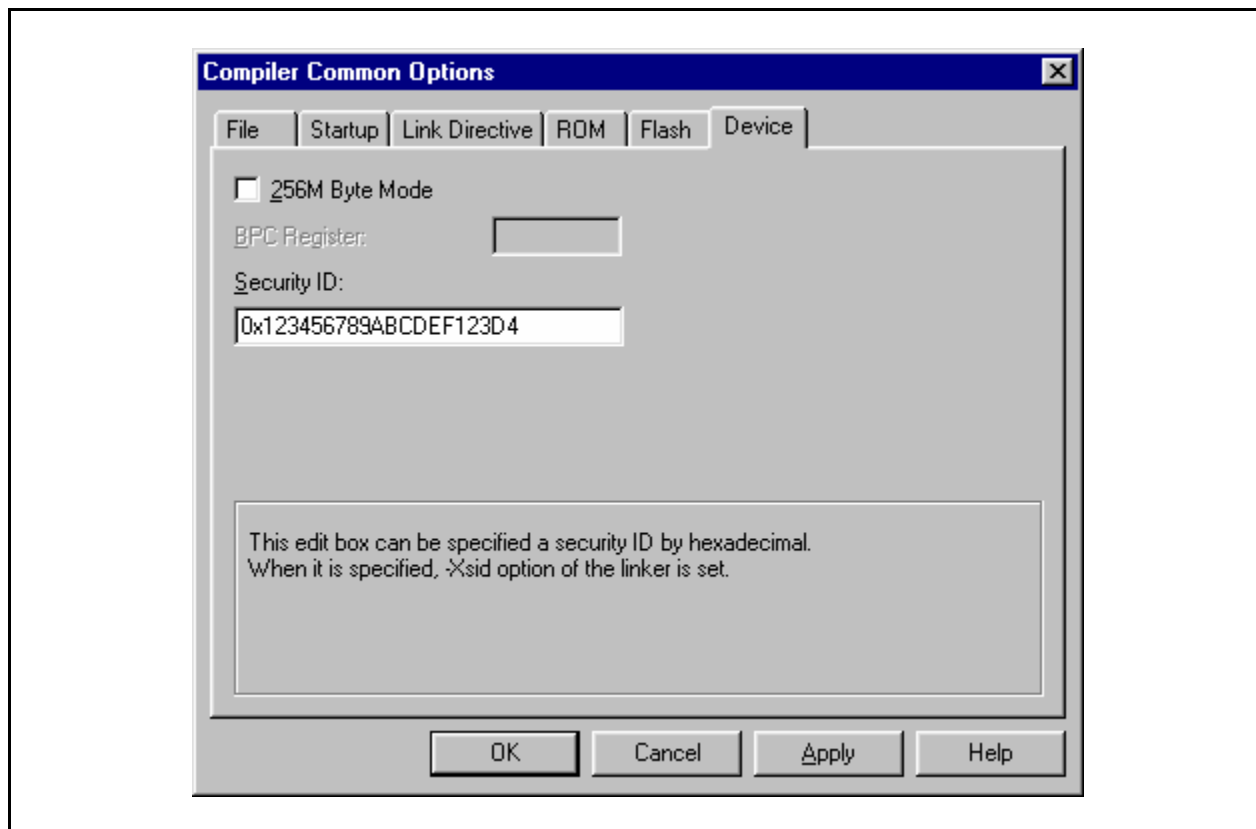 Compiler Common Options
File Startup Link Directive ROM Flash Device
256M Byte Mode
BPC Register:
Security ID:
0x123456789ABCDEF123D4
This edit box can be specified a security ID by hexadecimal.
When it is specified, -Xsid option of the linker is set.
OK Cancel Apply Help